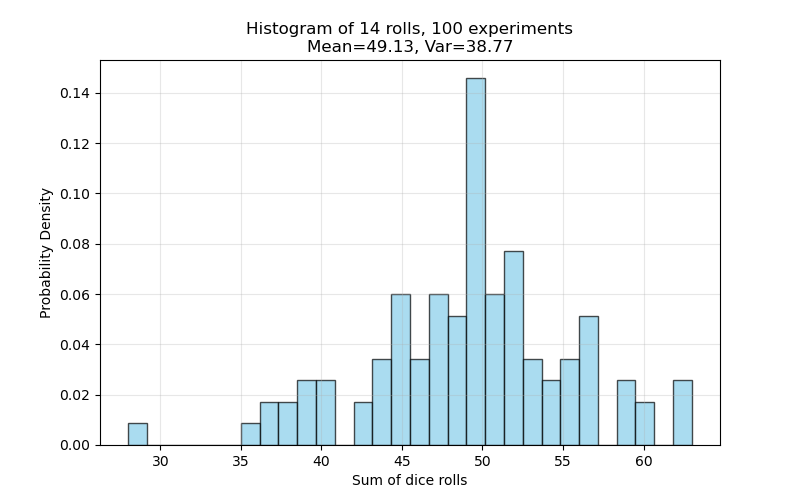 Histogram of 14 rolls, 100 experiments
Mean=49.13, Var=38.77
Probability Density
0.14
0.12
0.10
0.08
0.06
0.04
0.02
0.00
30 35 40 45 50 55 60
Sum of dice rolls